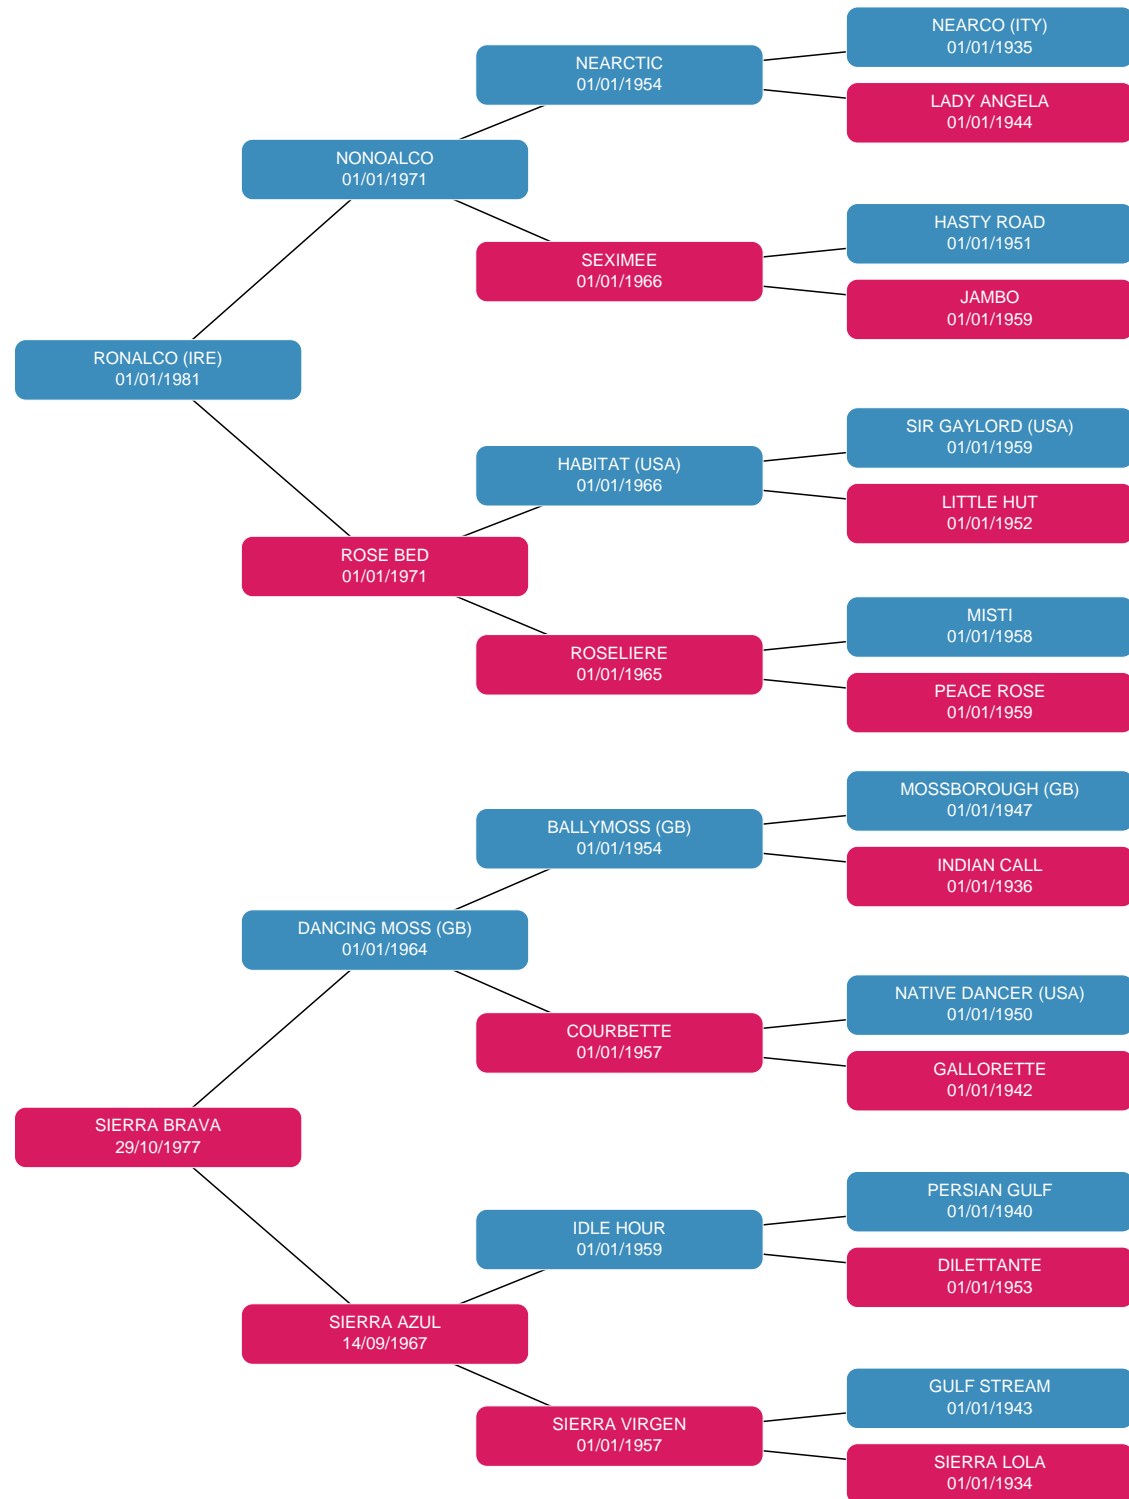 NEARCO (ITY)
01/01/1935
NEARCTIC
01/01/1954
LADY ANGELA
01/01/1944
NONOALCO
01/01/1971
HASTY ROAD
01/01/1951
SEXIMEE
01/01/1966
JAMBO
01/01/1959
RONALCO (IRE)
01/01/1981
SIR GAYLORD (USA)
01/01/1959
HABITAT (USA)
01/01/1966
LITTLE HUT
01/01/1952
ROSE BED
01/01/1971
MISTI
01/01/1958
ROSELIERE
01/01/1965
PEACE ROSE
01/01/1959
MOSSBOROUGH (GB)
01/01/1947
BALLYMOSS (GB)
01/01/1954
INDIAN CALL
01/01/1936
DANCING MOSS (GB)
01/01/1964
NATIVE DANCER (USA)
01/01/1950
COURBETTE
01/01/1957
GALLORETTE
01/01/1942
SIERRA BRAVA
29/10/1977
PERSIAN GULF
01/01/1940
IDLE HOUR
01/01/1959
DILETTANTE
01/01/1953
SIERRA AZUL
14/09/1967
GULF STREAM
01/01/1943
SIERRA VIRGEN
01/01/1957
SIERRA LOLA
01/01/1934